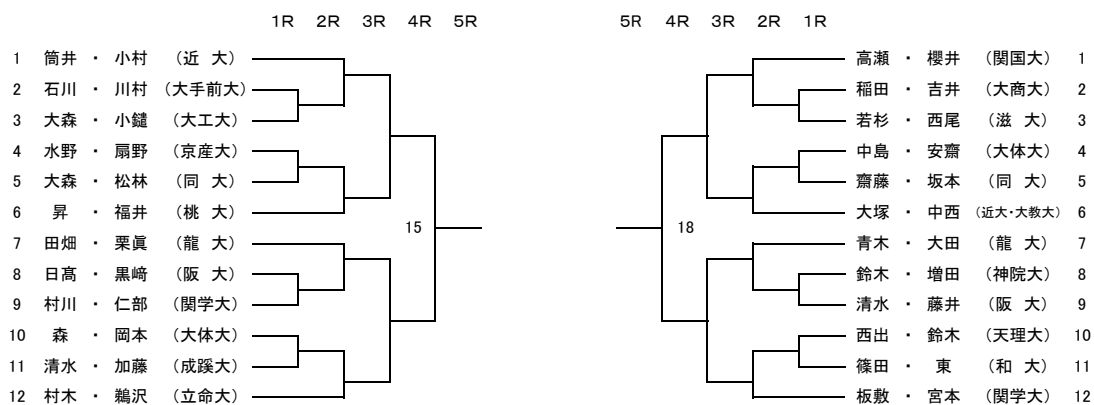 1R 2R 3R 4R 5R
5R 4R 3R 2R 1R
1 筒井 ・ 小村 （近 大）
2 石川 ・ 川村 （大手前大）
3 大森 ・ 小鑓 （大工大）
4 水野 ・ 扇野 （京産大）
5 大森 ・ 松林 （同 大）
6 昇 ・ 福井 （桃 大）
7 田畑 ・ 栗眞 （龍 大）
8 日髙 ・ 黒﨑 （阪 大）
9 村川 ・ 仁部 （関学大）
10 森 ・ 岡本 （大体大）
11 清水 ・ 加藤 （成蹊大）
12 村木 ・ 鵜沢 （立命大）
15
18
高瀬 ・ 櫻井 （関国大） 1
稲田 ・ 吉井 （大商大） 2
若杉 ・ 西尾 （滋 大） 3
中島 ・ 安齋 （大体大） 4
齋藤 ・ 坂本 （同 大） 5
大塚 ・ 中西 （近大・大教大） 6
青木 ・ 大田 （龍 大） 7
鈴木 ・ 増田 （神院大） 8
清水 ・ 藤井 （阪 大） 9
西出 ・ 鈴木 （天理大） 10
篠田 ・ 東 （和 大） 11
板敷 ・ 宮本 （関学大） 12